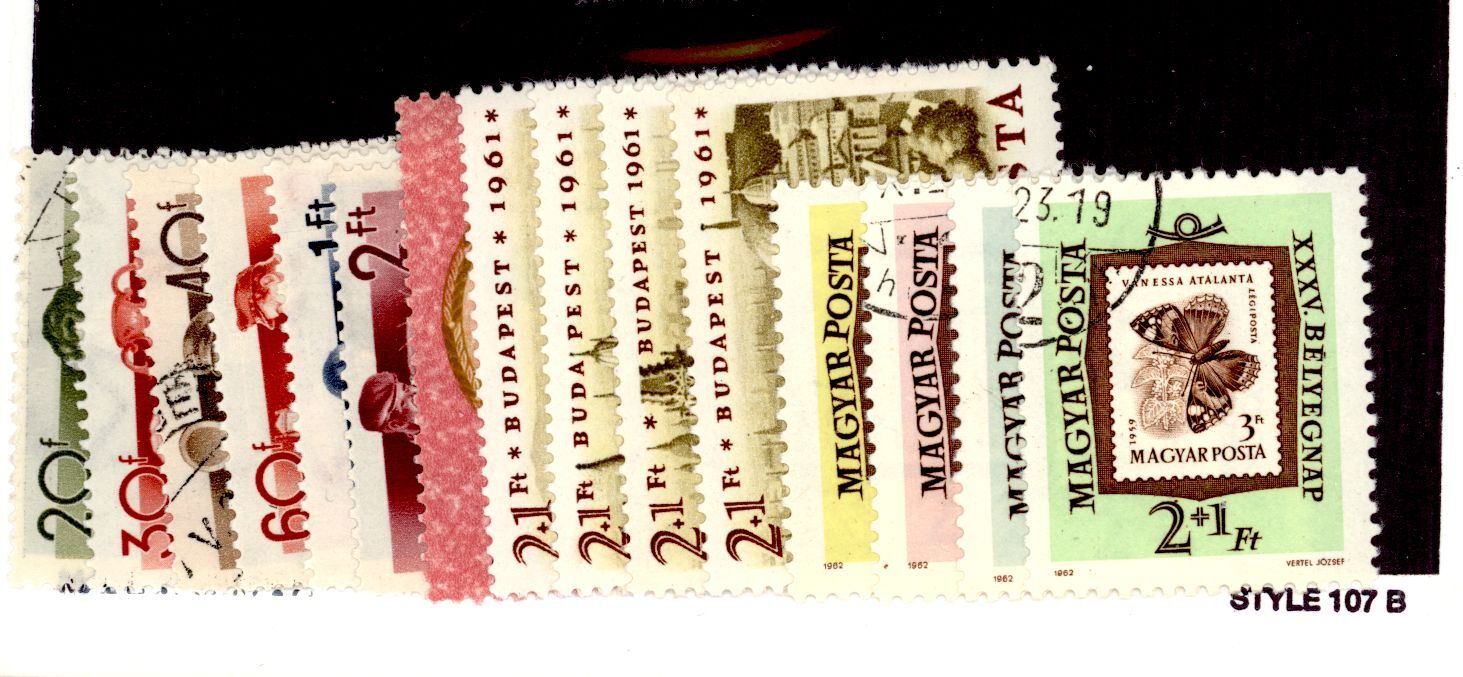 20f
30f
40f
60f
1Ft
2Ft
2+1 Ft * BUDAPEST * 1961 *
2+1 Ft * BUDAPEST * 1961 *
2+1 Ft * BUDAPEST 1961 *
2+1 Ft * BUDAPEST 1961 *
STA
MAGYAR POSTA
1962
MAGYAR POSTA
1962
MAGYAR POSTA
1962
23.19
MAGYAR POSTA
XXXV. BÉLYEGNAP
VANESSA ATALANTA
LÉGIPOSTA
1959
3Ft
MAGYAR POSTA
2+1 Ft
1962
VERTEL JÓZSEF
STYLE 107 B